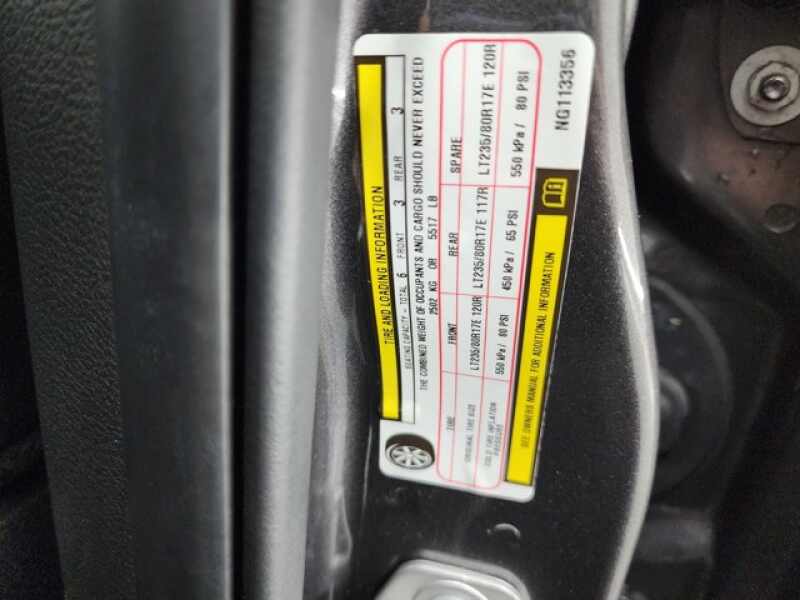 TIRE AND LOADING INFORMATION
SEATING CAPACITY - TOTAL 6 FRONT 3 REAR 3
THE COMBINED WEIGHT OF OCCUPANTS AND CARGO SHOULD NEVER EXCEED
2502 KG OR 5517 LB
TIRE FRONT REAR SPARE
ORIGINAL TIRE SIZE LT235/80R17E 120R LT235/80R17E 117R LT235/80R17E 120R
COLD TIRE INFLATION PRESSURE 550 kPa / 80 PSI 450 kPa / 65 PSI 550 kPa / 80 PSI
SEE OWNERS MANUAL FOR ADDITIONAL INFORMATION
NG113356